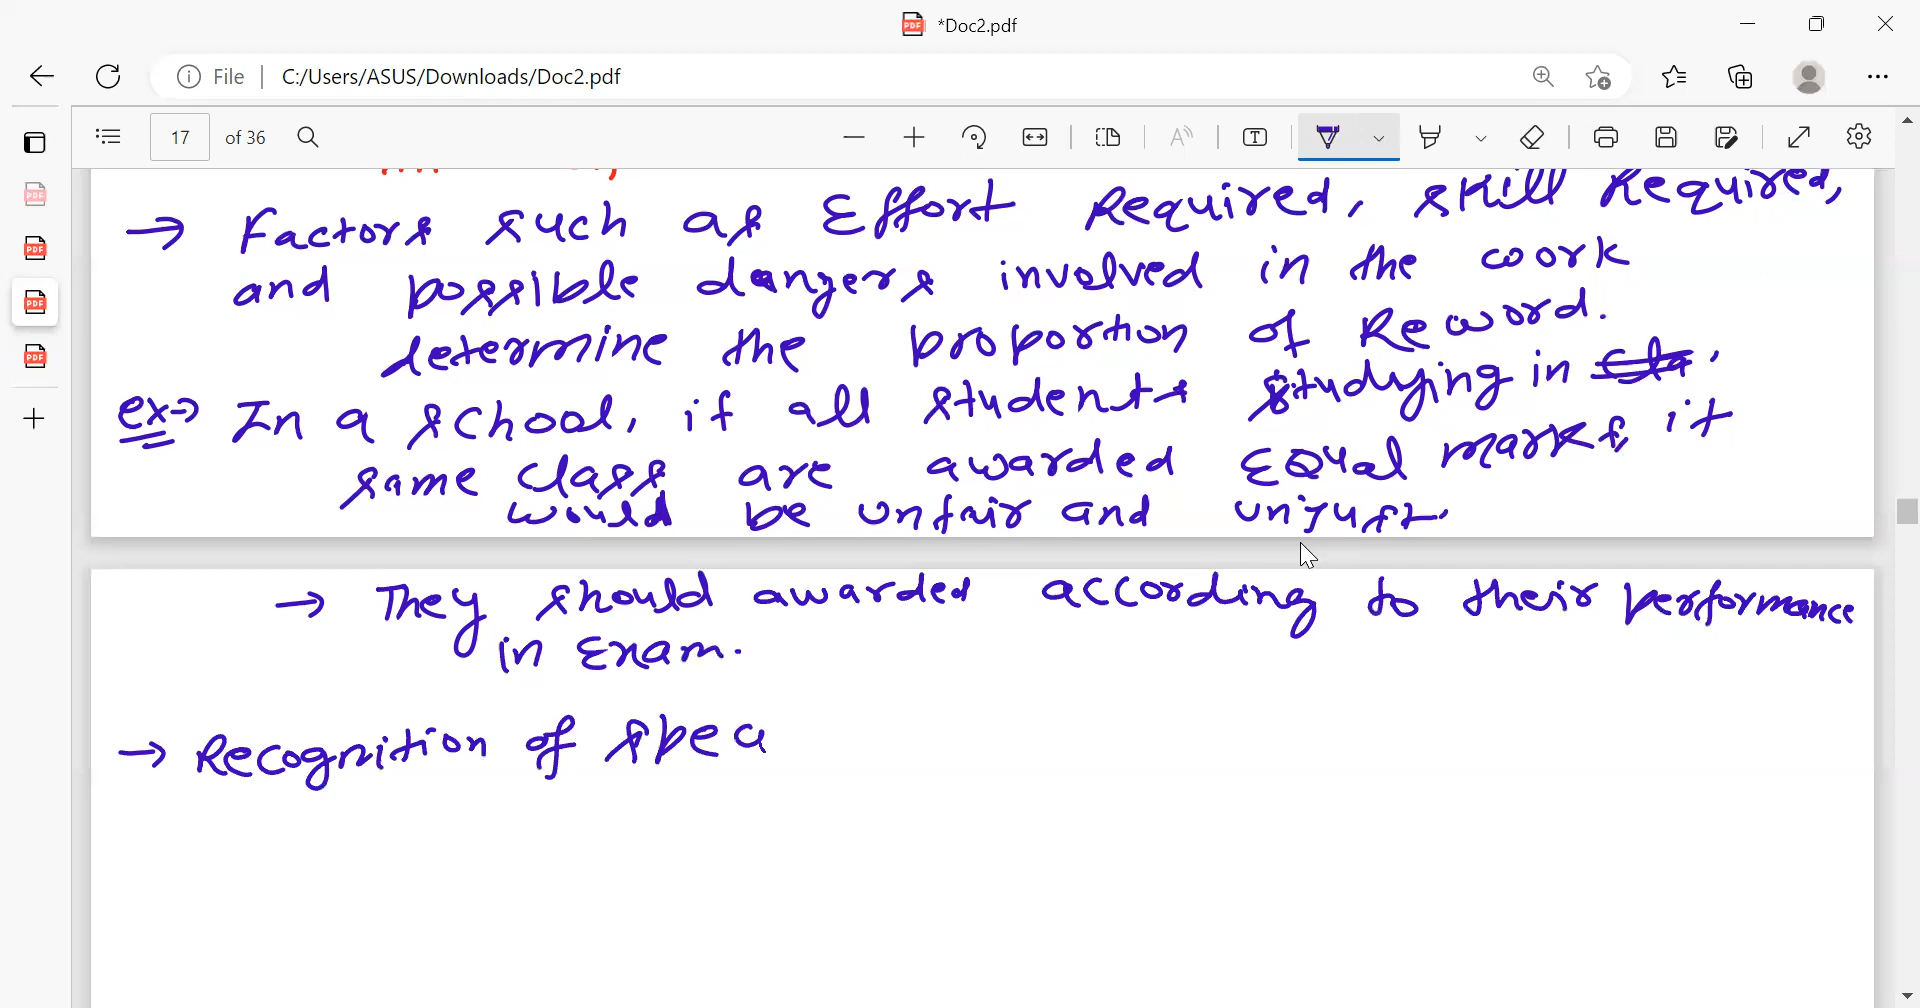 *Doc2.pdf
File C:/Users/ASUS/Downloads/Doc2.pdf
17 of 36
→ Factors such as Effort Required, skill Required,
and possible dangers involved in the work
determine the proportion of Reword.
ex→ In a school, if all students studying in
same class are awarded Equal marks, it
would be unfair and unjust.
→ They should awarded according to their performance
in Exam.
→ Recognition of spec